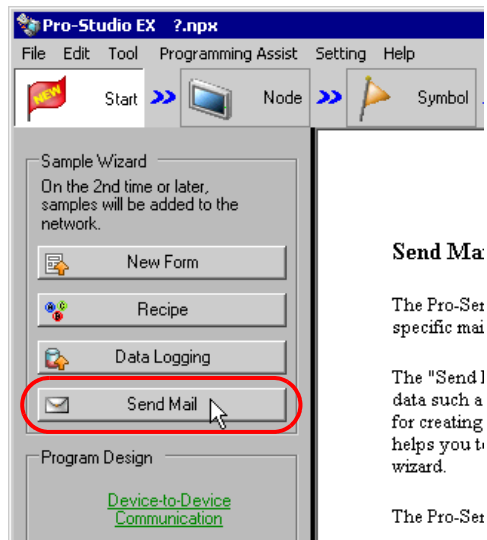 Pro-Studio EX ?.npx
File Edit Tool Programming Assist Setting Help
NEW Start Node Symbol
Sample Wizard
On the 2nd time or later,
samples will be added to the
network.
New Form
Recipe
Data Logging
Send Mail
Program Design
Device-to-Device
Communication
Send Ma
The Pro-Ser
specific mai
The "Send
data such a
for creating
helps you t
wizard.
The Pro-Ser